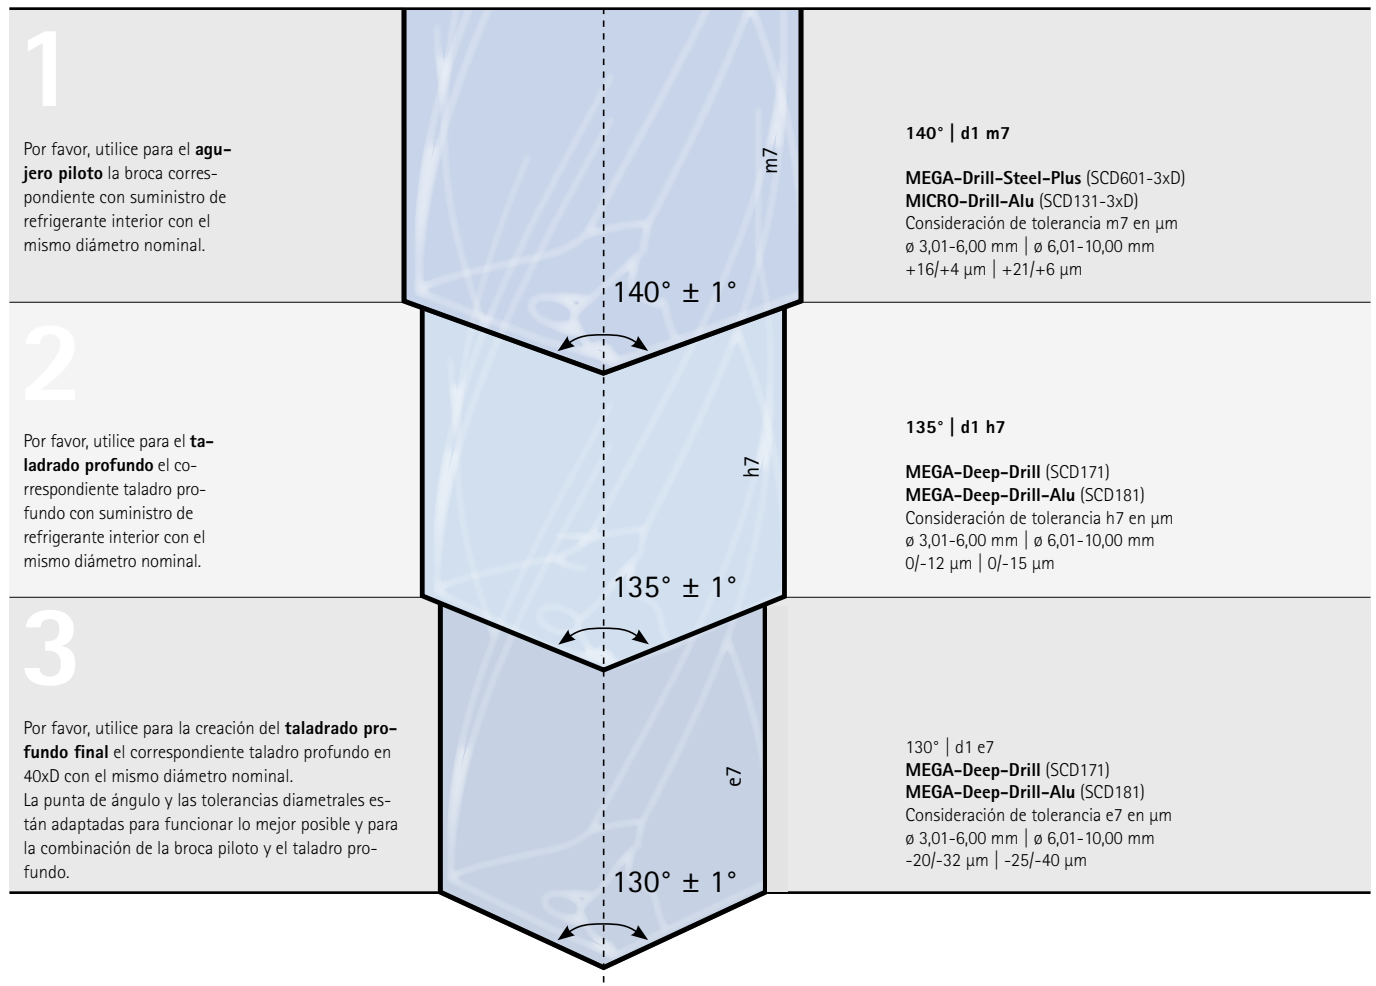 1
Por favor, utilice para el agu-
jero piloto la broca corres-
pondiente con suministro de
refrigerante interior con el
mismo diámetro nominal.
m7
140° ± 1°
140° | d1 m7
MEGA-Drill-Steel-Plus (SCD601-3xD)
MICRO-Drill-Alu (SCD131-3xD)
Consideración de tolerancia m7 en µm
ø 3,01-6,00 mm | ø 6,01-10,00 mm
+16/+4 µm | +21/+6 µm
2
Por favor, utilice para el ta-
ladrado profundo el co-
rrespondiente taladro pro-
fundo con suministro de
refrigerante interior con el
mismo diámetro nominal.
h7
135° ± 1°
135° | d1 h7
MEGA-Deep-Drill (SCD171)
MEGA-Deep-Drill-Alu (SCD181)
Consideración de tolerancia h7 en µm
ø 3,01-6,00 mm | ø 6,01-10,00 mm
0/-12 µm | 0/-15 µm
3
Por favor, utilice para la creación del taladrado pro-
fundo final el correspondiente taladro profundo en
40xD con el mismo diámetro nominal.
La punta de ángulo y las tolerancias diametrales es-
tán adaptadas para funcionar lo mejor posible y para
la combinación de la broca piloto y el taladro pro-
fundo.
e7
130° ± 1°
130° | d1 e7
MEGA-Deep-Drill (SCD171)
MEGA-Deep-Drill-Alu (SCD181)
Consideración de tolerancia e7 en µm
ø 3,01-6,00 mm | ø 6,01-10,00 mm
-20/-32 µm | -25/-40 µm